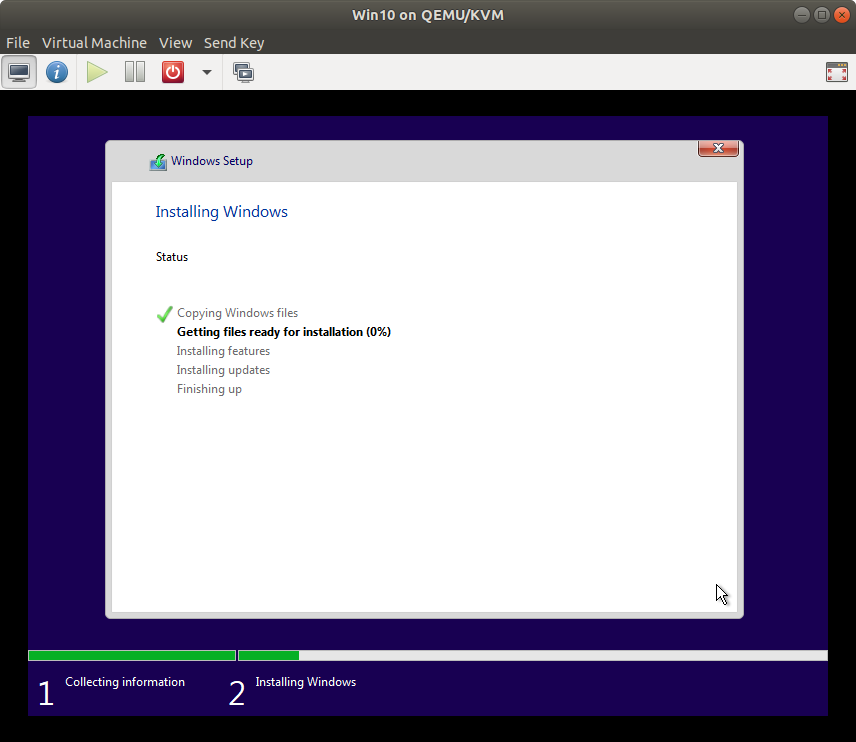 Win10 on QEMU/KVM
File Virtual Machine View Send Key
Windows Setup
Installing Windows
Status
Copying Windows files
Getting files ready for installation (0%)
Installing features
Installing updates
Finishing up
1 Collecting information 2 Installing Windows